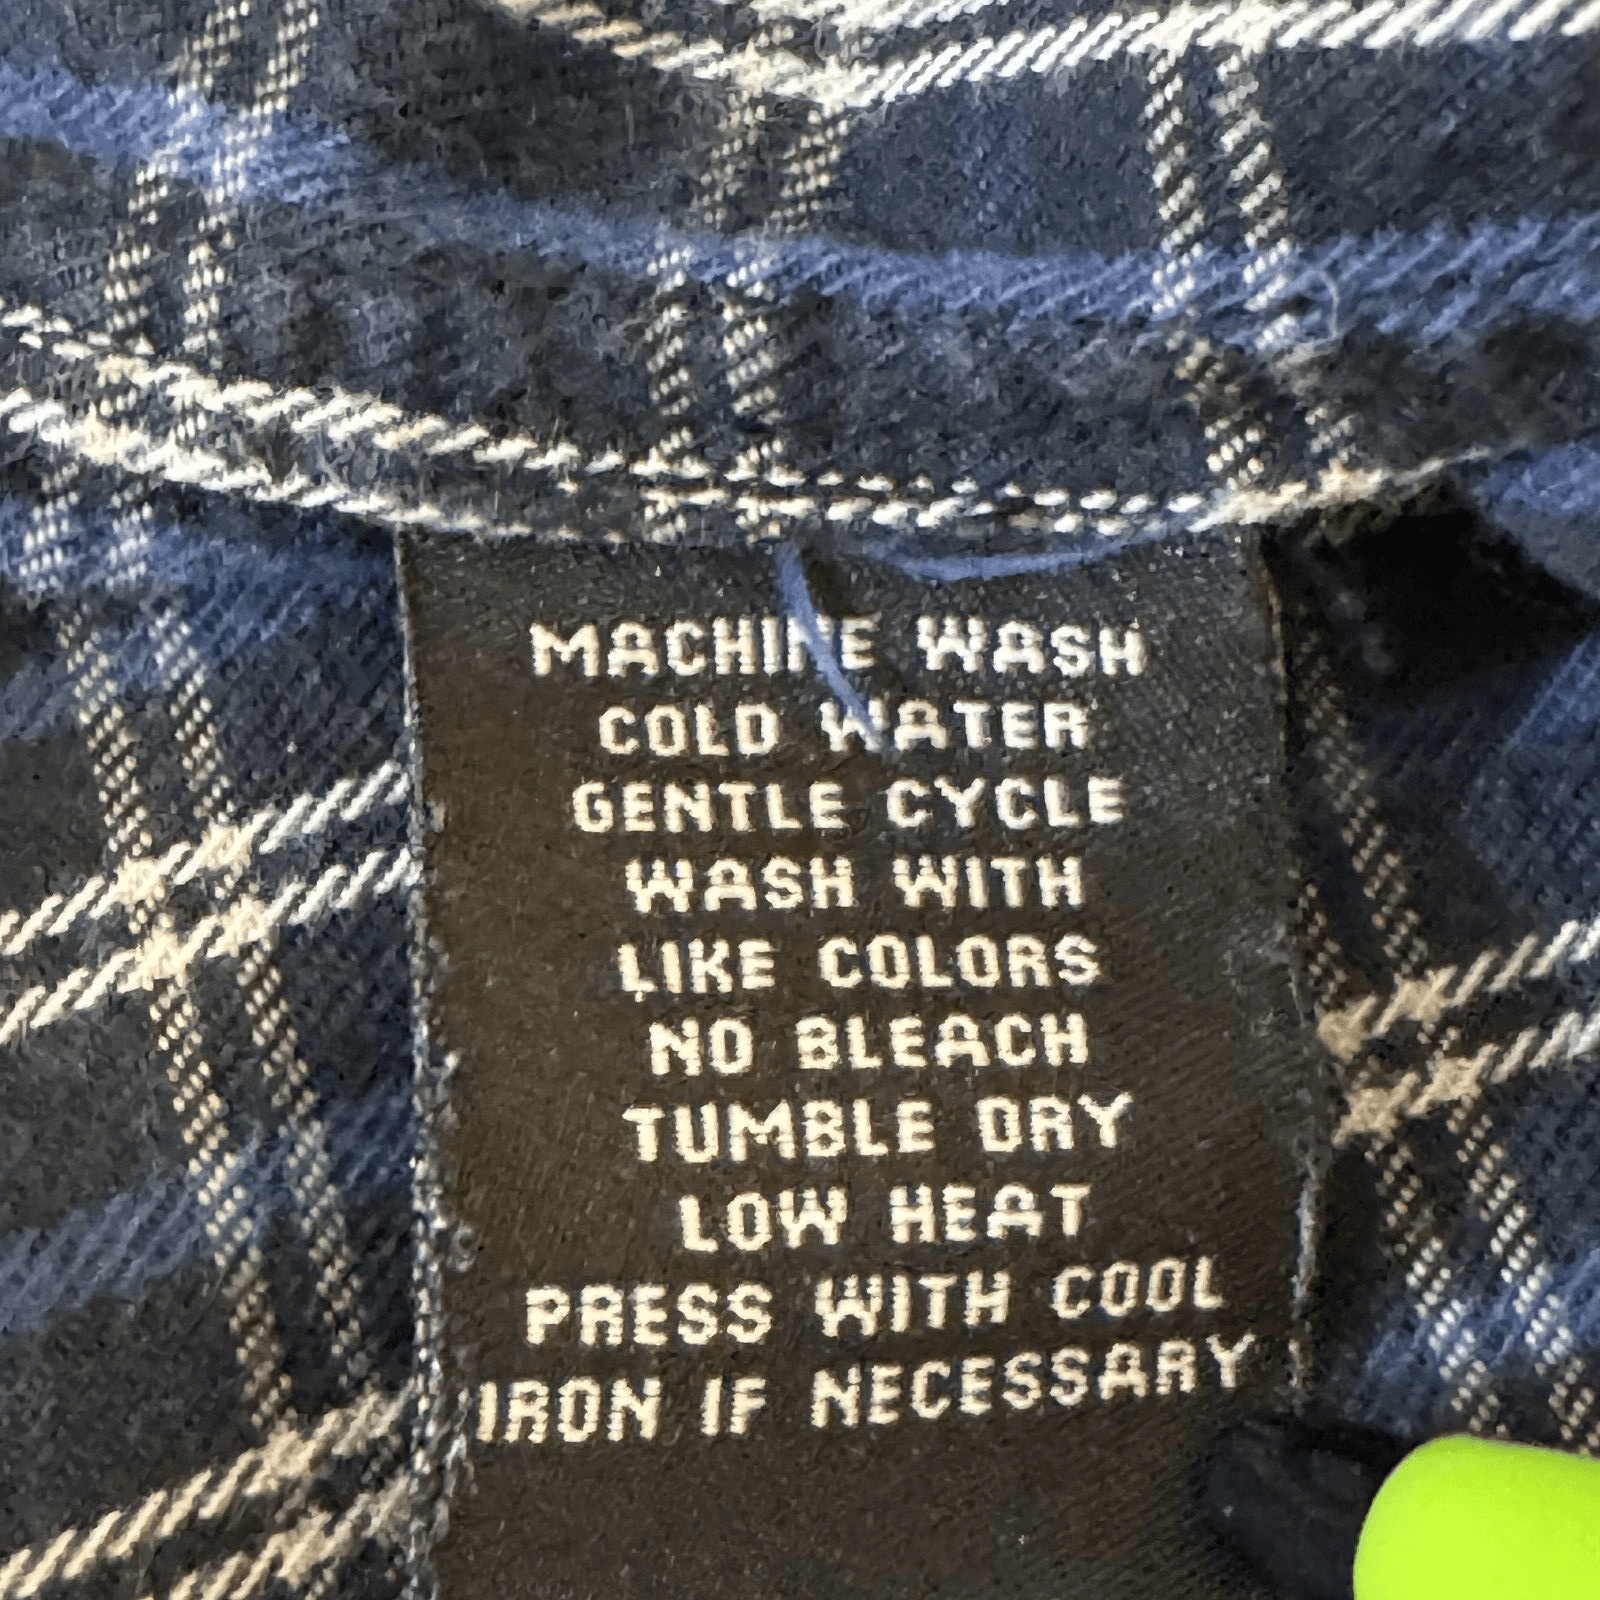 MACHINE WASH
COLD WATER
GENTLE CYCLE
WASH WITH
LIKE COLORS
NO BLEACH
TUMBLE DRY
LOW HEAT
PRESS WITH COOL
IRON IF NECESSARY